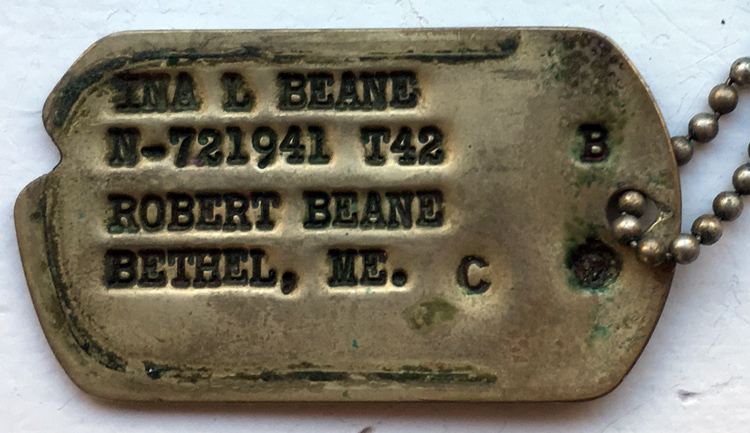 INA L BEANE
N-721941 T42 B
ROBERT BEANE
BETHEL, ME. C